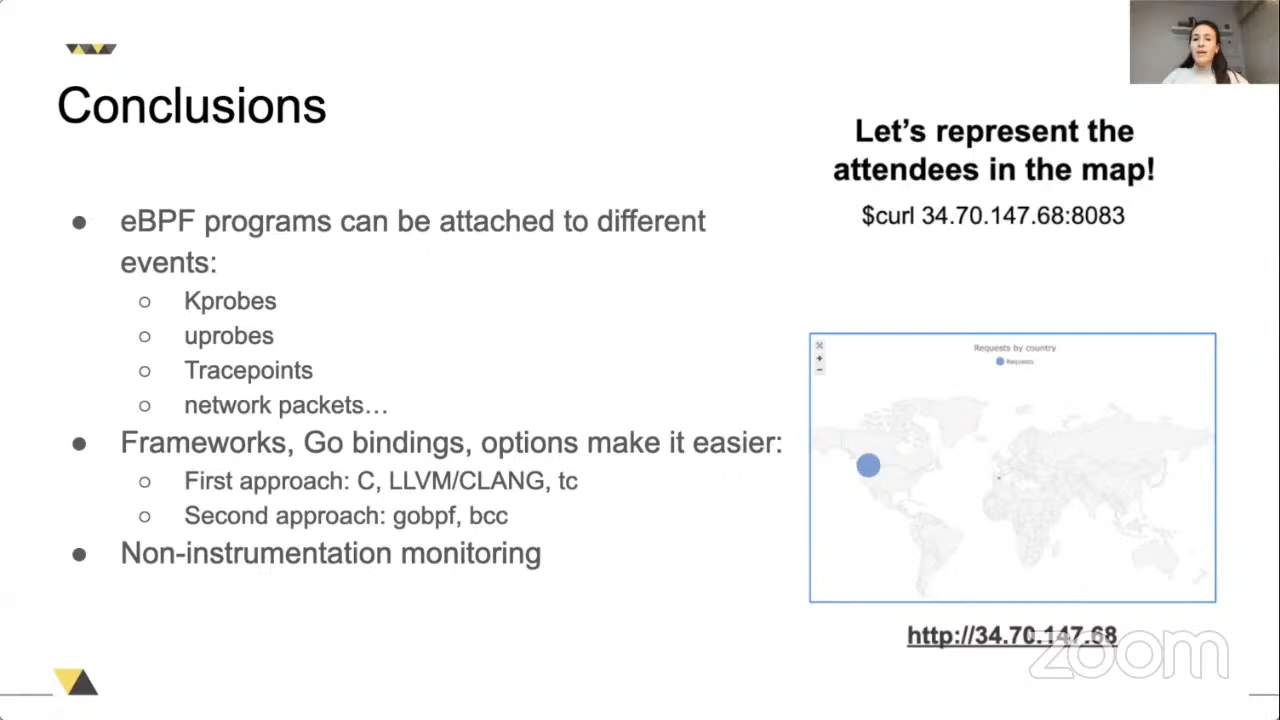 Conclusions
Let's represent the
attendees in the map!
$curl 34.70.147.68:8083
● eBPF programs can be attached to different
events:
○ Kprobes
○ uprobes
○ Tracepoints
○ network packets…
● Frameworks, Go bindings, options make it easier:
○ First approach: C, LLVM/CLANG, tc
○ Second approach: gobpf, bcc
● Non-instrumentation monitoring
Requests by country
Requests
http://34.70.147.68
zoom